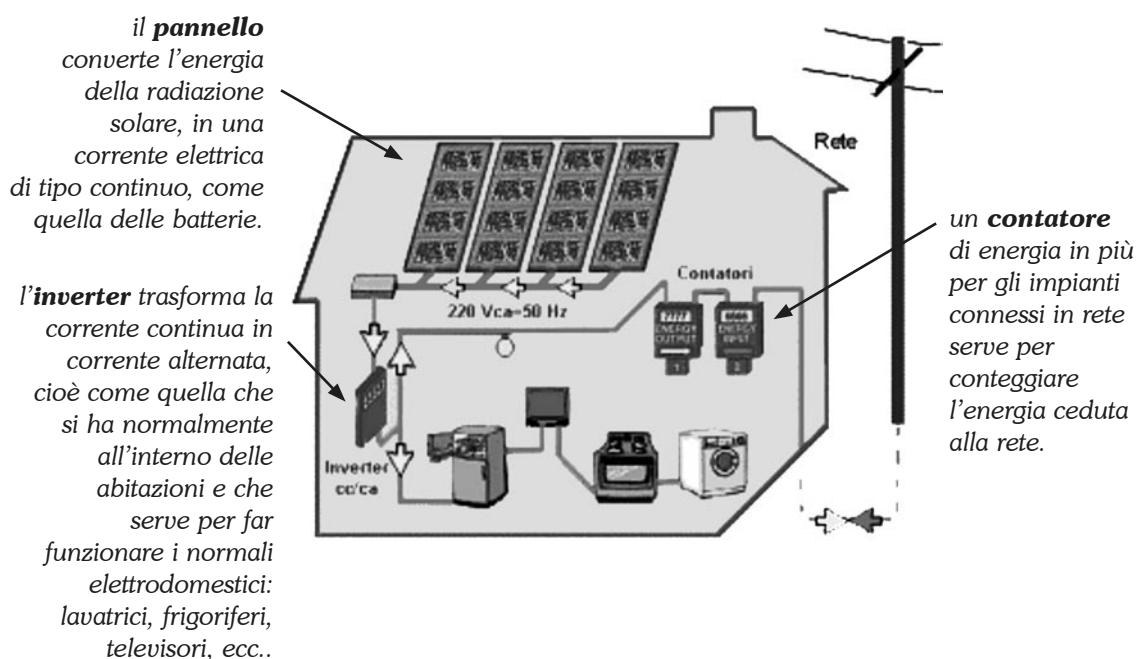 il pannello
converte l'energia
della radiazione
solare, in una
corrente elettrica
di tipo continuo, come
quella delle batterie.
l'inverter trasforma la
corrente continua in
corrente alternata,
cioè come quella che
si ha normalmente
all'interno delle
abitazioni e che
serve per far
funzionare i normali
elettrodomestici:
lavatrici, frigoriferi,
televisori, ecc..
Rete
Contatori
220 Vca-50 Hz
7777
ENERGY
OUTPUT
1
ENERGY
2
Inverter
cc/ca
un contatore
di energia in più
per gli impianti
connessi in rete
serve per
conteggiare
l'energia ceduta
alla rete.